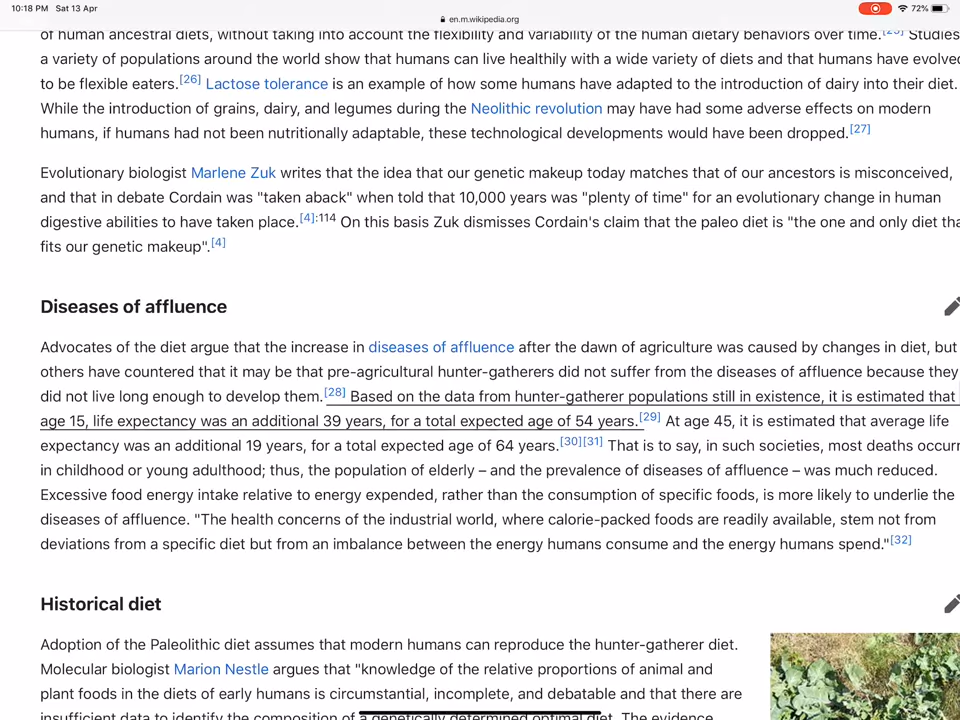 10:18 PM Sat 13 Apr 72%
en.m.wikipedia.org
of human ancestral diets, without taking into account the flexibility and variability of the human dietary behaviors over time.[25] Studies
a variety of populations around the world show that humans can live healthily with a wide variety of diets and that humans have evolved
to be flexible eaters.[26] Lactose tolerance is an example of how some humans have adapted to the introduction of dairy into their diet.
While the introduction of grains, dairy, and legumes during the Neolithic revolution may have had some adverse effects on modern
humans, if humans had not been nutritionally adaptable, these technological developments would have been dropped.[27]
Evolutionary biologist Marlene Zuk writes that the idea that our genetic makeup today matches that of our ancestors is misconceived,
and that in debate Cordain was "taken aback" when told that 10,000 years was "plenty of time" for an evolutionary change in human
digestive abilities to have taken place.[4]:114 On this basis Zuk dismisses Cordain's claim that the paleo diet is "the one and only diet tha
fits our genetic makeup".[4]
Diseases of affluence
Advocates of the diet argue that the increase in diseases of affluence after the dawn of agriculture was caused by changes in diet, but
others have countered that it may be that pre-agricultural hunter-gatherers did not suffer from the diseases of affluence because they
did not live long enough to develop them.[28] Based on the data from hunter-gatherer populations still in existence, it is estimated that
age 15, life expectancy was an additional 39 years, for a total expected age of 54 years.[29] At age 45, it is estimated that average life
expectancy was an additional 19 years, for a total expected age of 64 years.[30][31] That is to say, in such societies, most deaths occurr
in childhood or young adulthood; thus, the population of elderly – and the prevalence of diseases of affluence – was much reduced.
Excessive food energy intake relative to energy expended, rather than the consumption of specific foods, is more likely to underlie the
diseases of affluence. "The health concerns of the industrial world, where calorie-packed foods are readily available, stem not from
deviations from a specific diet but from an imbalance between the energy humans consume and the energy humans spend."[32]
Historical diet
Adoption of the Paleolithic diet assumes that modern humans can reproduce the hunter-gatherer diet.
Molecular biologist Marion Nestle argues that "knowledge of the relative proportions of animal and
plant foods in the diets of early humans is circumstantial, incomplete, and debatable and that there are
insufficient data to identify the composition of a genetically determined optimal diet. The evidence